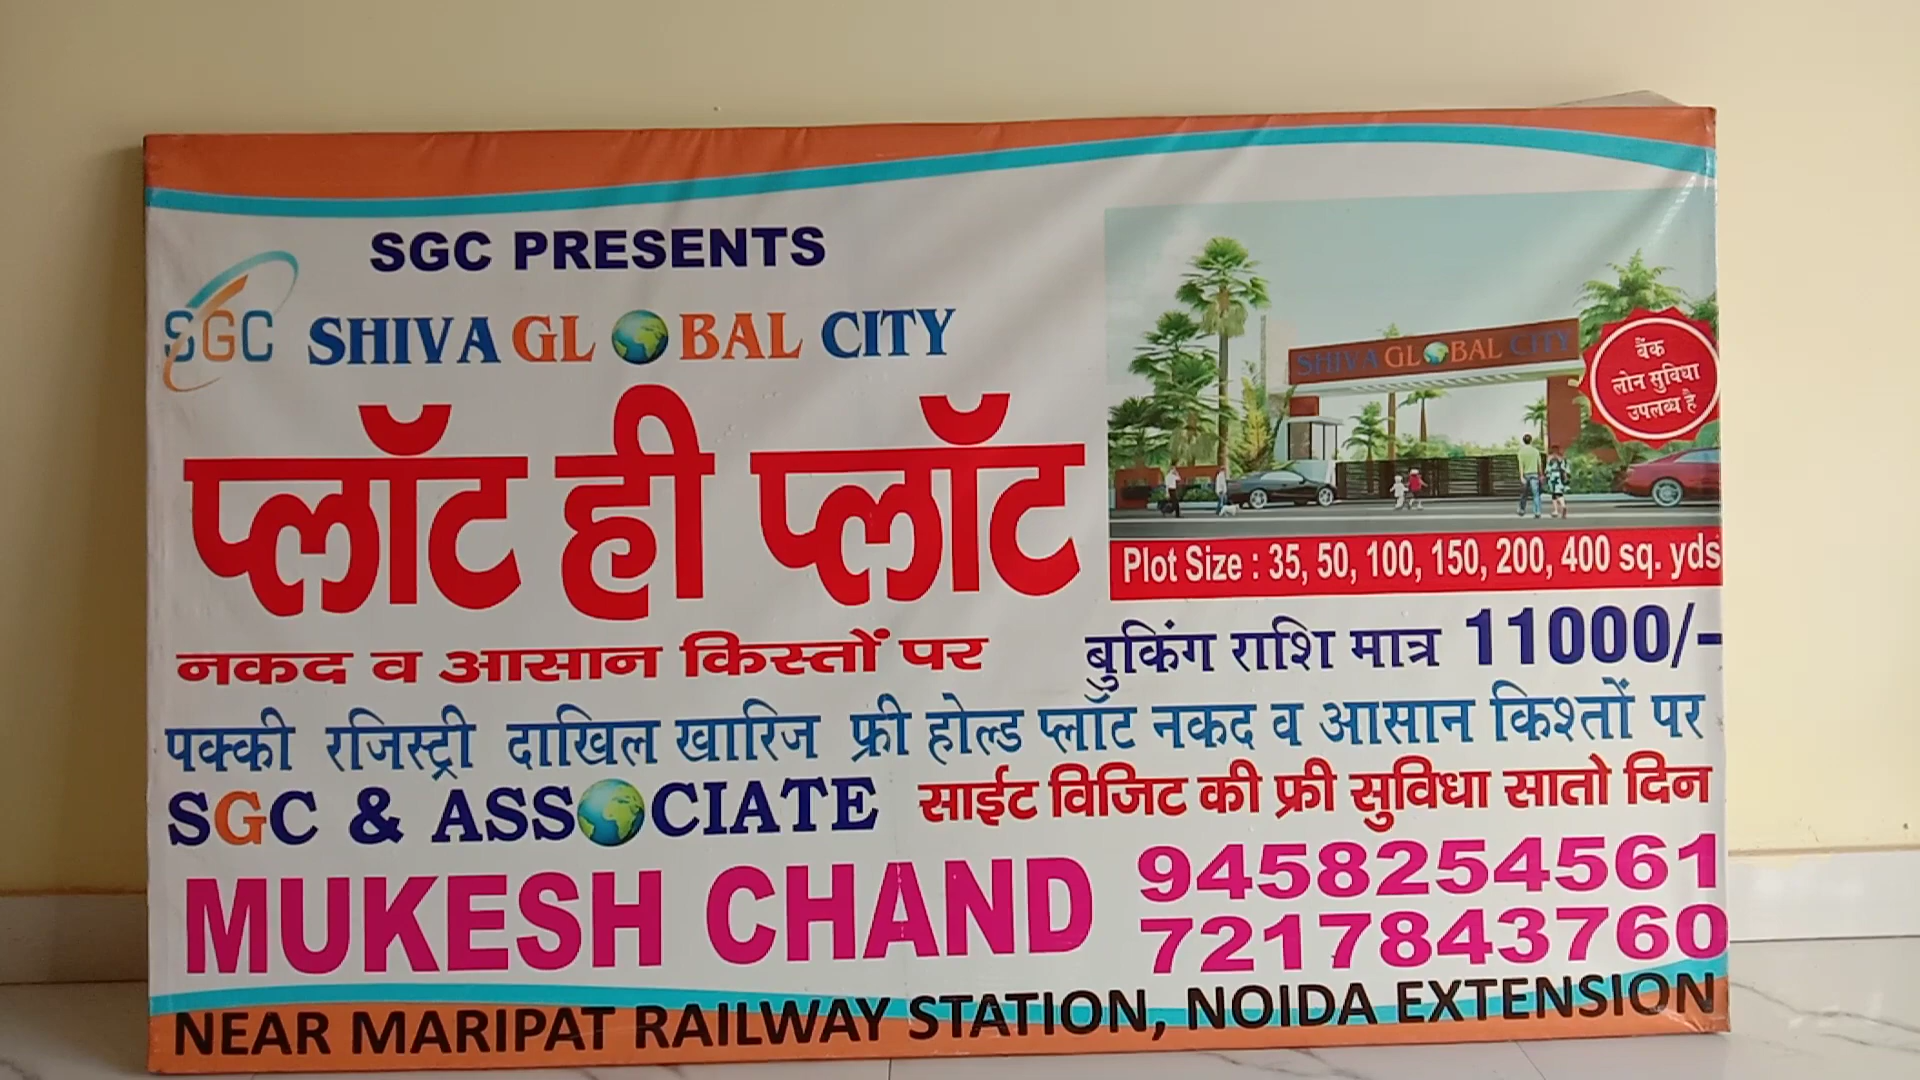 SGC PRESENTS
SGC SHIVA GLOBAL CITY
SHIVA GLOBAL CITY
बैंक
लोन सुविधा
उपलब्ध है
प्लॉट ही प्लॉट
Plot Size : 35, 50, 100, 150, 200, 400 sq. yds
नकद व आसान किस्तों पर
बुकिंग राशि मात्र 11000/-
पक्की रजिस्ट्री दाखिल खारिज फ्री होल्ड प्लॉट नकद व आसान किश्तों पर
SGC & ASSOCIATE
साईट विजिट की फ्री सुविधा सातो दिन
MUKESH CHAND
9458254561
7217843760
NEAR MARIPAT RAILWAY STATION, NOIDA EXTENSION